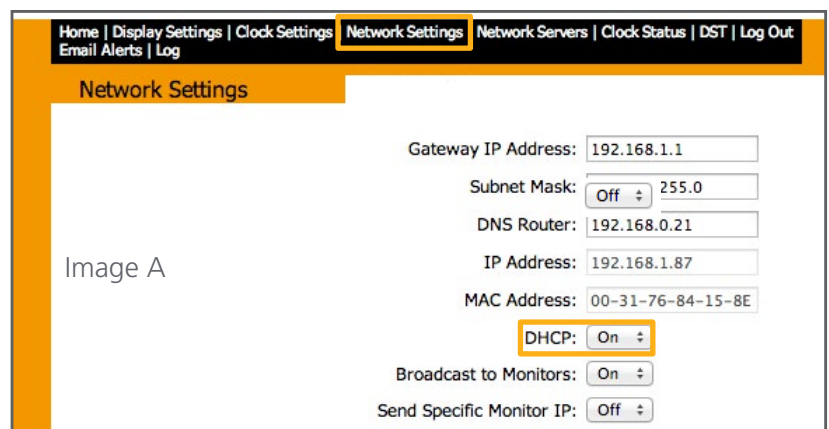 Home | Display Settings | Clock Settings | Network Settings | Network Servers | Clock Status | DST | Log Out
Email Alerts | Log
Network Settings
Gateway IP Address: 192.168.1.1
Subnet Mask: Off 255.0
DNS Router: 192.168.0.21
Image A
IP Address: 192.168.1.87
MAC Address: 00-31-76-84-15-8E
DHCP: On
Broadcast to Monitors: On
Send Specific Monitor IP: Off